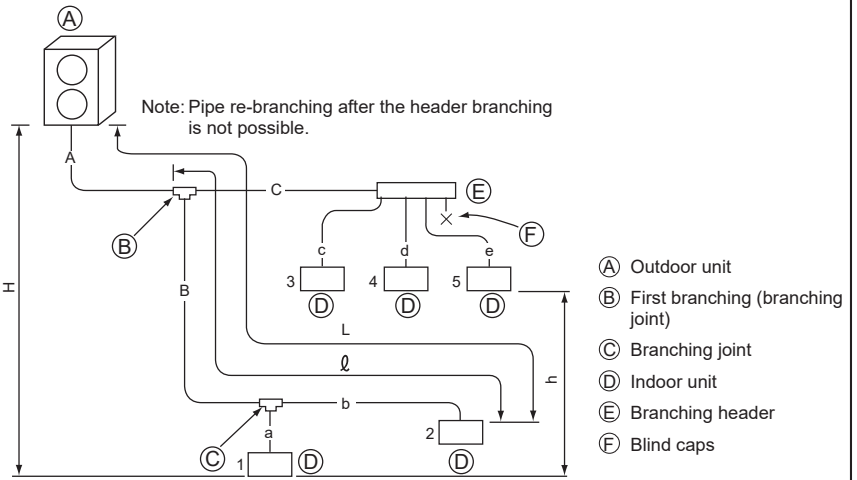 Ⓐ
Note: Pipe re-branching after the header branching
is not possible.
A
C
Ⓔ
Ⓑ
Ⓕ
c
d
e
3
4
5
Ⓓ
Ⓓ
Ⓓ
H
B
L
ℓ
h
b
a
2
Ⓒ
1
Ⓓ
Ⓓ
Ⓐ Outdoor unit
Ⓑ First branching (branching
joint)
Ⓒ Branching joint
Ⓓ Indoor unit
Ⓔ Branching header
Ⓕ Blind caps